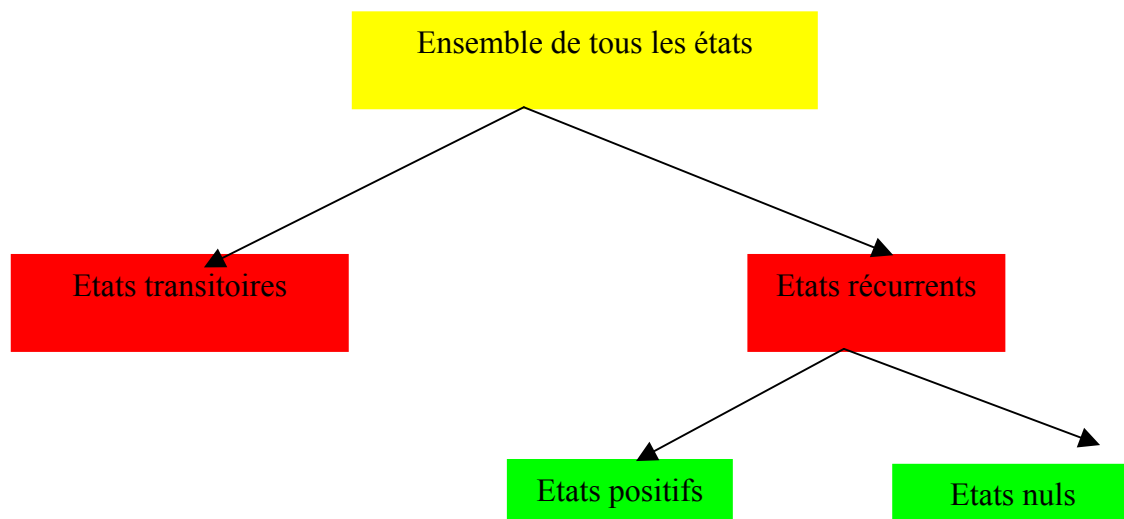 Ensemble de tous les états
Etats transitoires
Etats récurrents
Etats positifs
Etats nuls